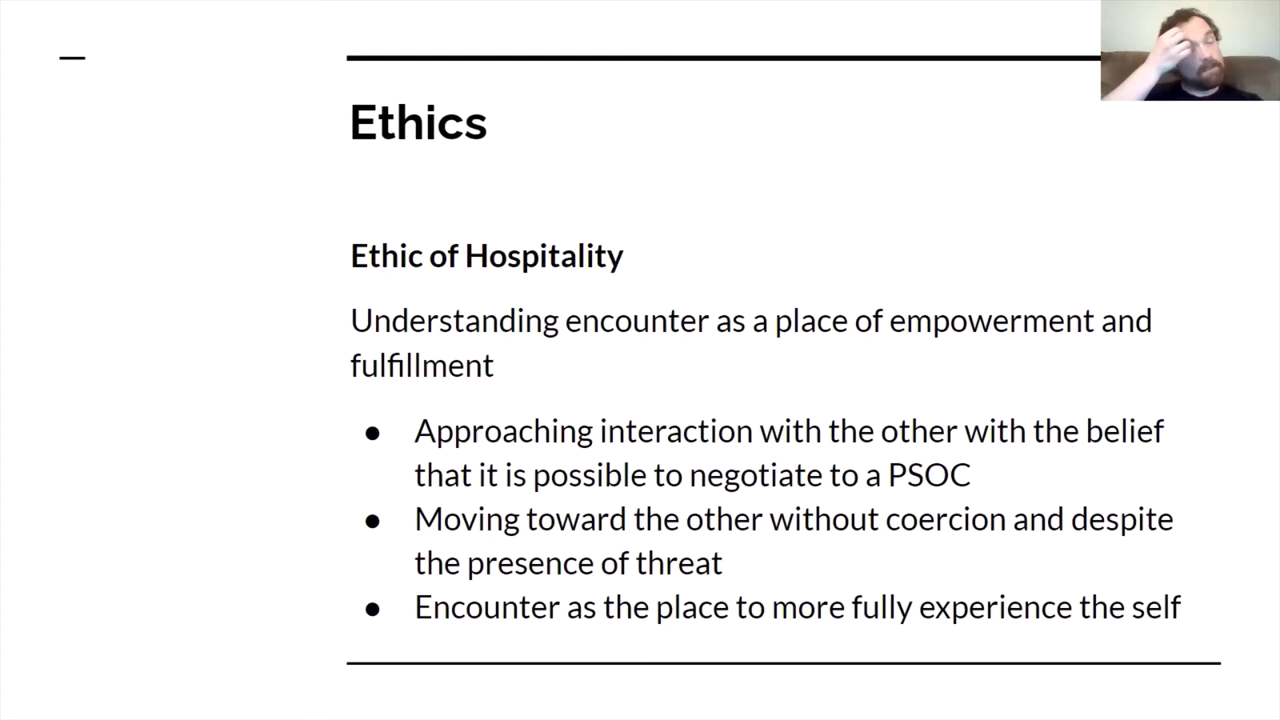 Ethics
Ethic of Hospitality
Understanding encounter as a place of empowerment and
fulfillment
● Approaching interaction with the other with the belief
that it is possible to negotiate to a PSOC
● Moving toward the other without coercion and despite
the presence of threat
● Encounter as the place to more fully experience the self